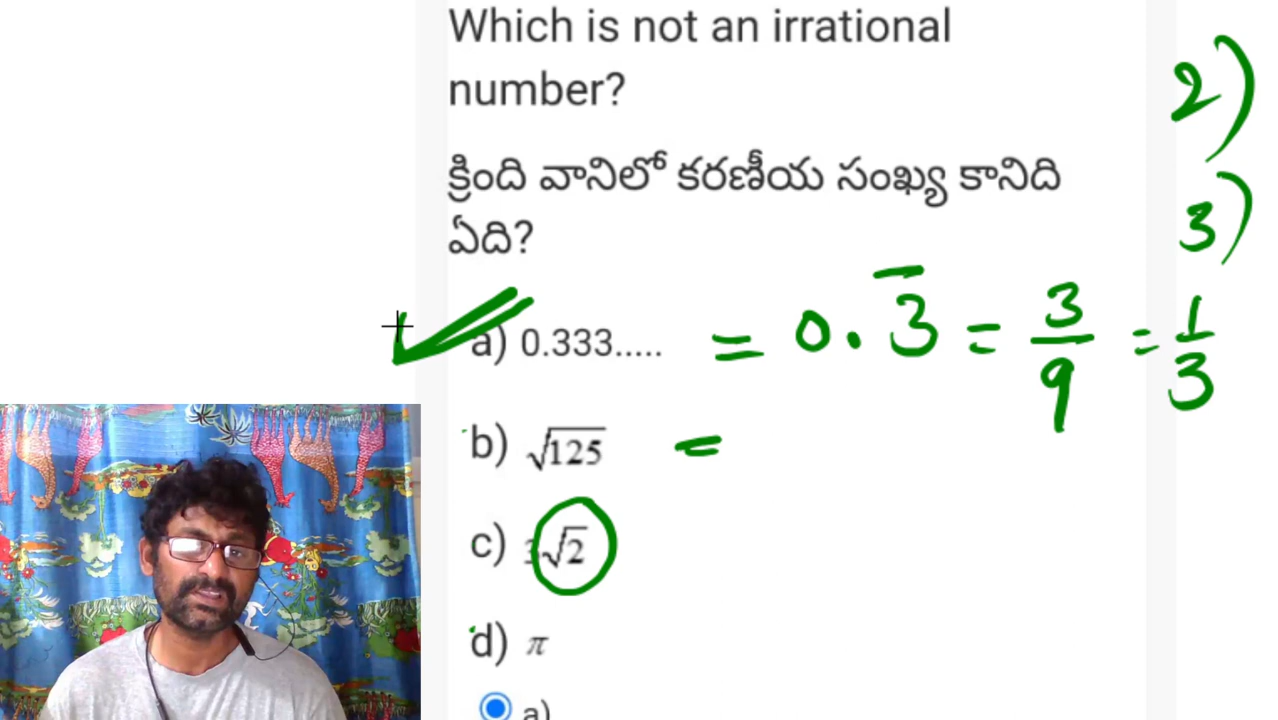 Which is not an irrational
number?
2)
క్రింది వానిలో కరణీయ సంఖ్య కానిది
ఏది?
3)
a) 0.333..... = 0.3̅ = 3/9 = 1/3
b) √125 =
c) 3√2
d) π
a)